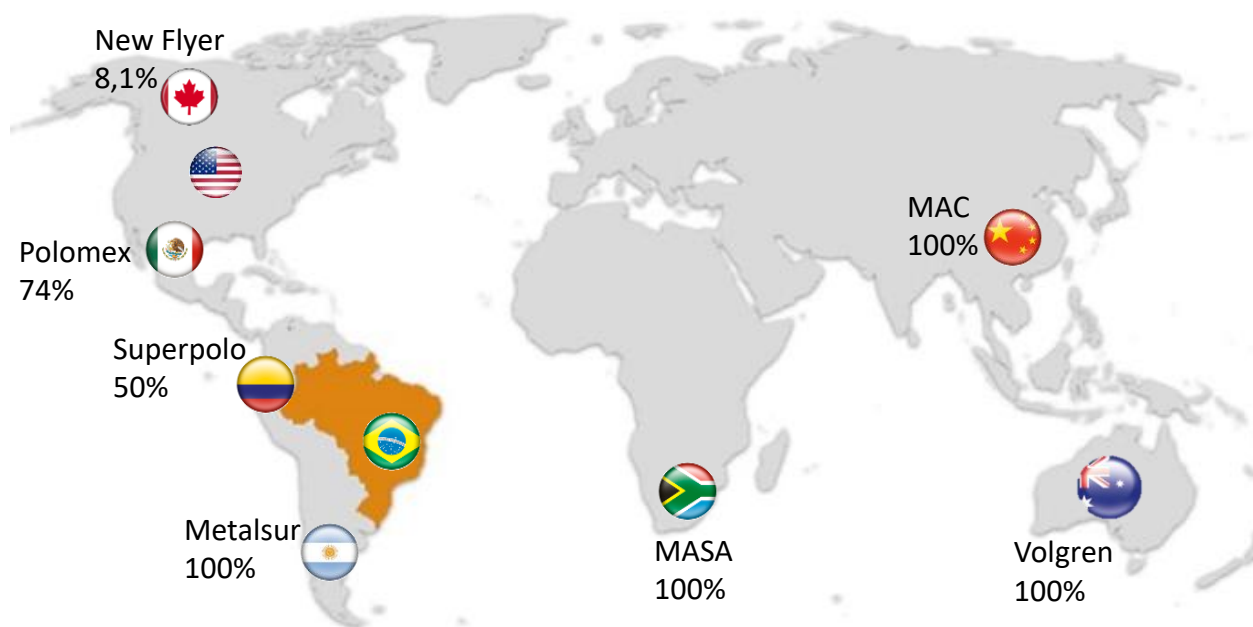 New Flyer
8,1%
Polomex
74%
Superpolo
50%
Metalsur
100%
MASA
100%
MAC
100%
Volgren
100%